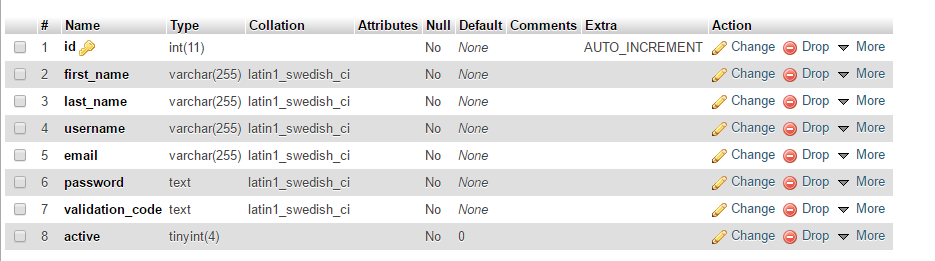 # Name Type Collation Attributes Null Default Comments Extra Action
1 id int(11) No None AUTO_INCREMENT Change Drop More
2 first_name varchar(255) latin1_swedish_ci No None Change Drop More
3 last_name varchar(255) latin1_swedish_ci No None Change Drop More
4 username varchar(255) latin1_swedish_ci No None Change Drop More
5 email varchar(255) latin1_swedish_ci No None Change Drop More
6 password text latin1_swedish_ci No None Change Drop More
7 validation_code text latin1_swedish_ci No None Change Drop More
8 active tinyint(4) No 0 Change Drop More